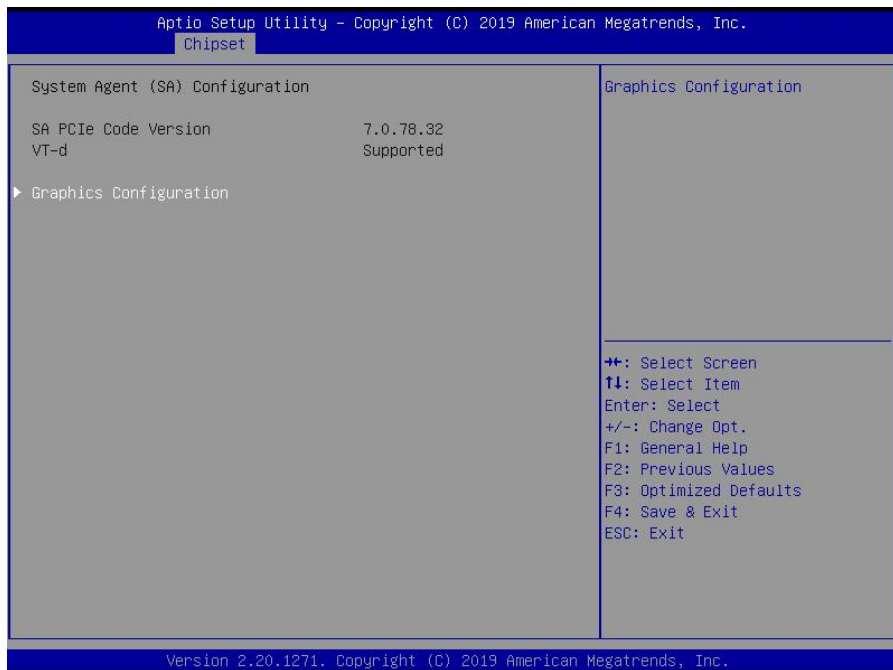 Aptio Setup Utility – Copyright (C) 2019 American Megatrends, Inc.
Chipset
System Agent (SA) Configuration
SA PCIe Code Version 7.0.78.32
VT-d Supported
▶ Graphics Configuration
Graphics Configuration
→←: Select Screen
↑↓: Select Item
Enter: Select
+/-: Change Opt.
F1: General Help
F2: Previous Values
F3: Optimized Defaults
F4: Save & Exit
ESC: Exit
Version 2.20.1271. Copyright (C) 2019 American Megatrends, Inc.